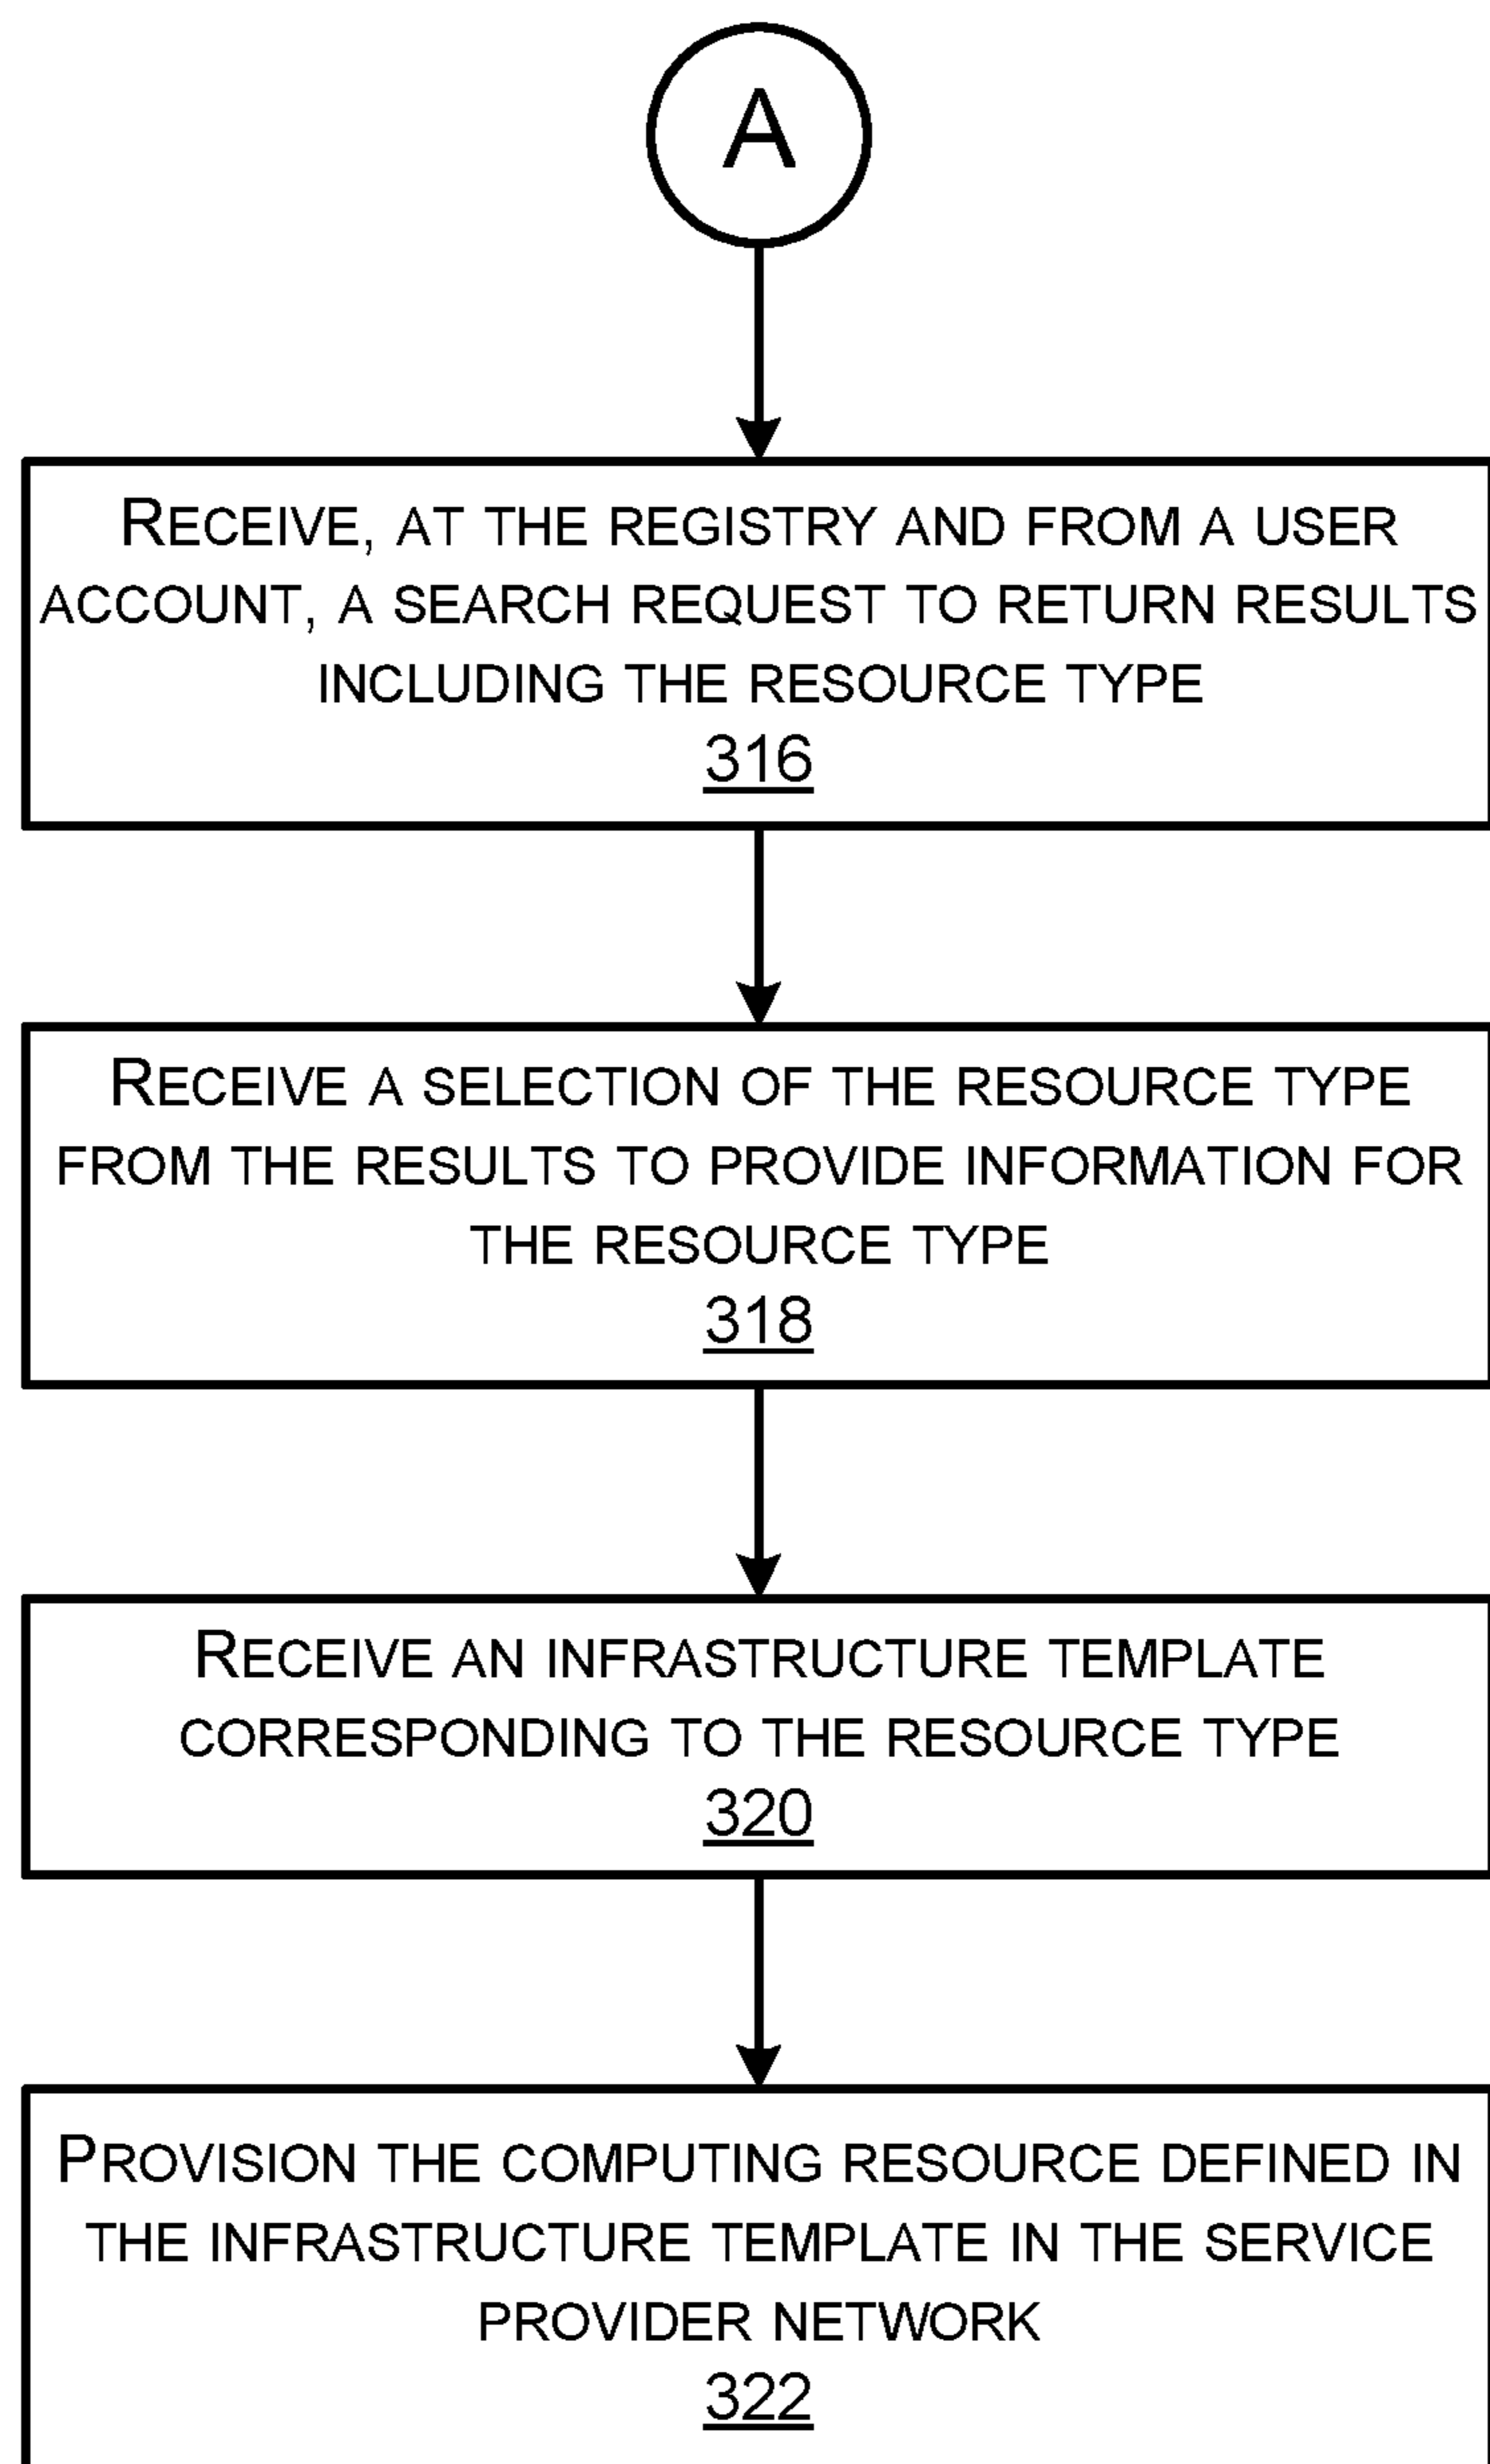 A
RECEIVE, AT THE REGISTRY AND FROM A USER
ACCOUNT, A SEARCH REQUEST TO RETURN RESULTS
INCLUDING THE RESOURCE TYPE
316
RECEIVE A SELECTION OF THE RESOURCE TYPE
FROM THE RESULTS TO PROVIDE INFORMATION FOR
THE RESOURCE TYPE
318
RECEIVE AN INFRASTRUCTURE TEMPLATE
CORRESPONDING TO THE RESOURCE TYPE
320
PROVISION THE COMPUTING RESOURCE DEFINED IN
THE INFRASTRUCTURE TEMPLATE IN THE SERVICE
PROVIDER NETWORK
322